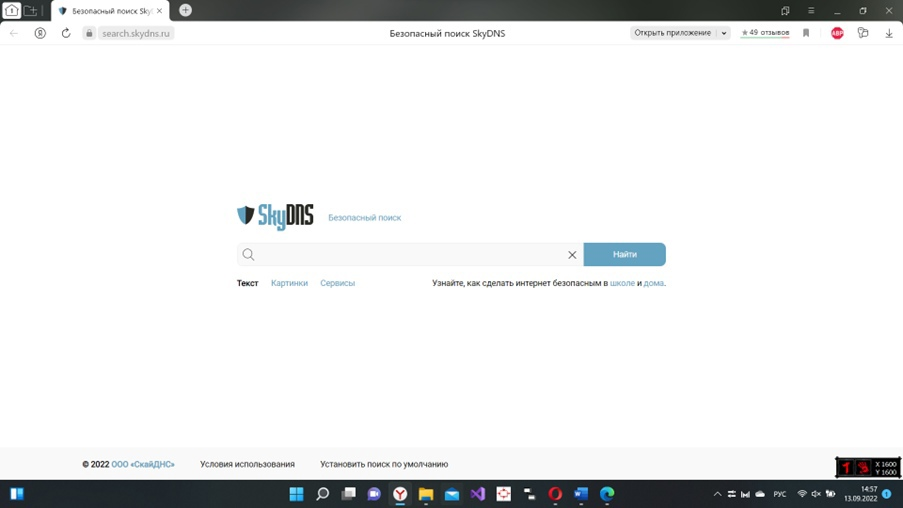 Безопасный поиск Sky
search.skydns.ru
Безопасный поиск SkyDNS
Открыть приложение
49 отзывов
ABP
SkyDNS
Безопасный поиск
Найти
Текст Картинки Сервисы
Узнайте, как сделать интернет безопасным в школе и дома.
© 2022 ООО «СкайДНС» Условия использования Установить поиск по умолчанию
X 1600
Y 1600
РУС
14:57
13.09.2022
1